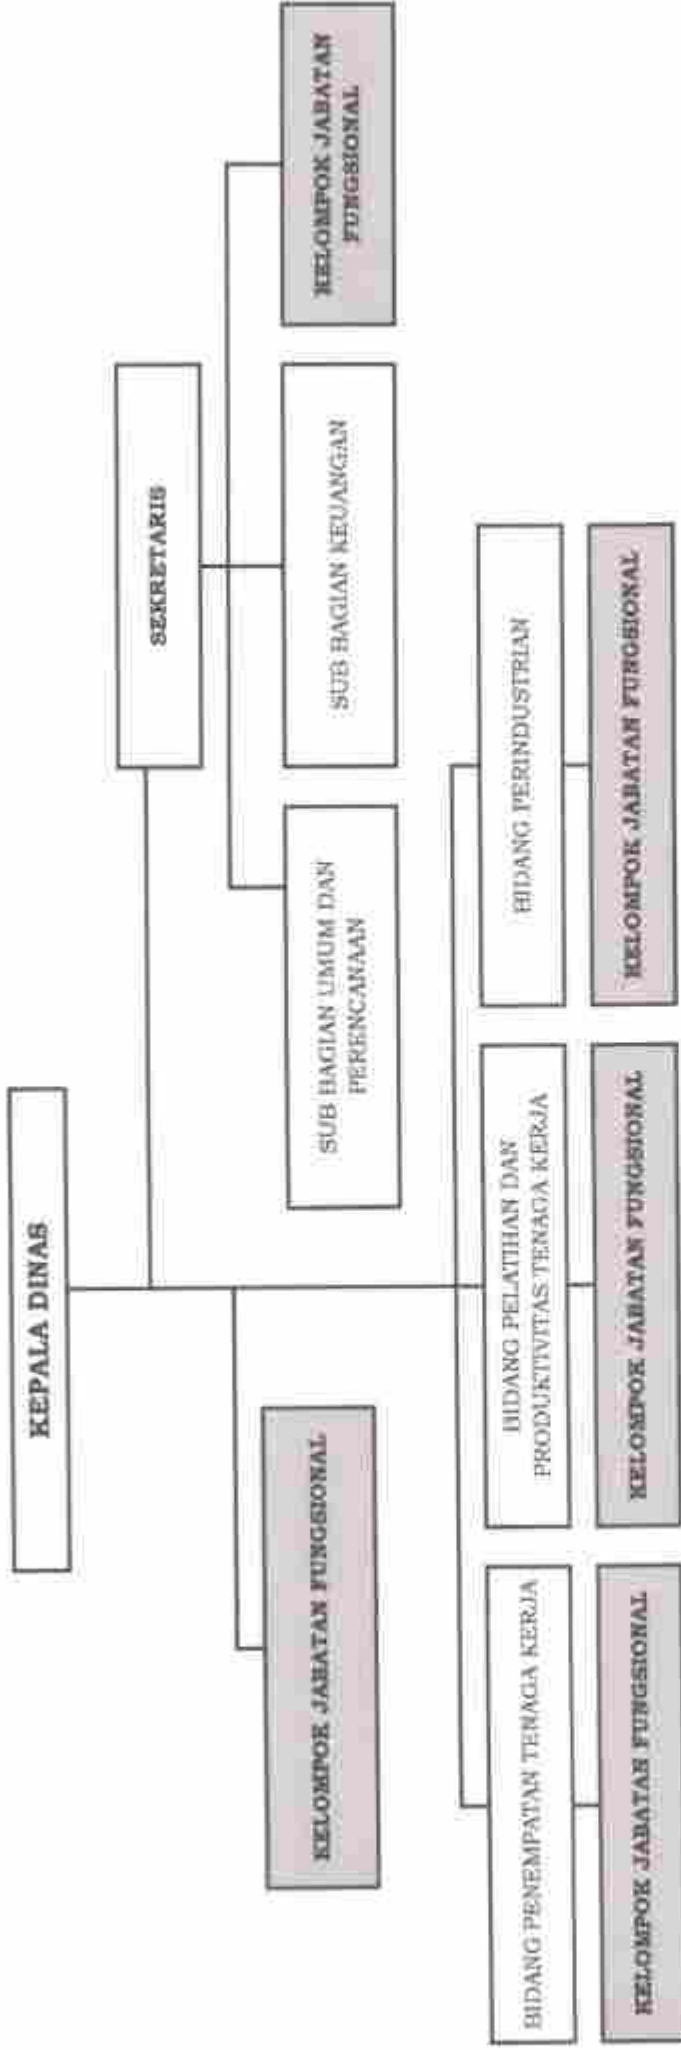 KEPALA DINAS
SEKRETARIS
KELOMPOK JABATAN FUNGSIONAL
SUB BAGIAN UMUM DAN
PERENCANAAN
SUB BAGIAN KEUANGAN
KELOMPOK JABATAN
FUNGSIONAL
BIDANG PENEMPATAN TENAGA KERJA
BIDANG PELATIHAN DAN
PRODUKTIVITAS TENAGA KERJA
BIDANG PERINDUSTRIAN
KELOMPOK JABATAN FUNGSIONAL
KELOMPOK JABATAN FUNGSIONAL
KELOMPOK JABATAN FUNGSIONAL